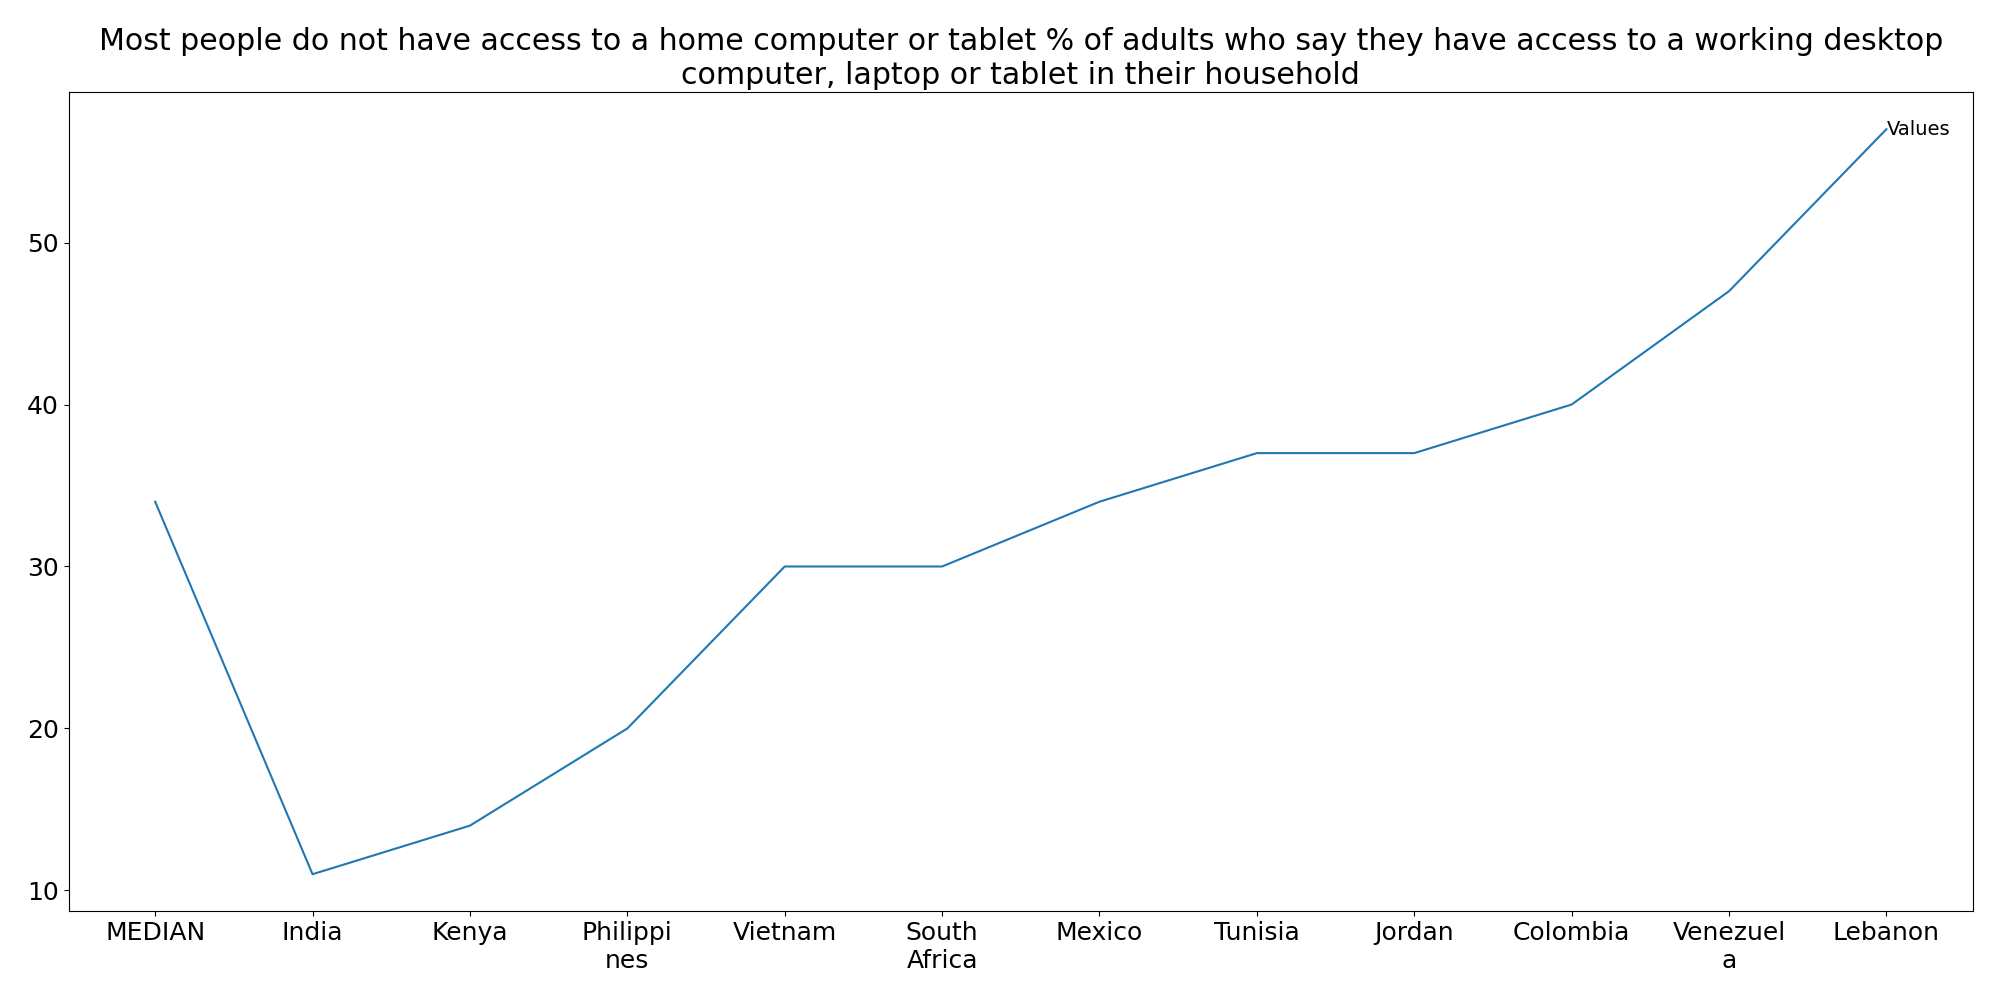 Most people do not have access to a home computer or tablet % of adults who say they have access to a working desktop
computer, laptop or tablet in their household
Values
50
40
30
20
10
MEDIAN
India
Kenya
Philippi
nes
Vietnam
South
Africa
Mexico
Tunisia
Jordan
Colombia
Venezuel
a
Lebanon